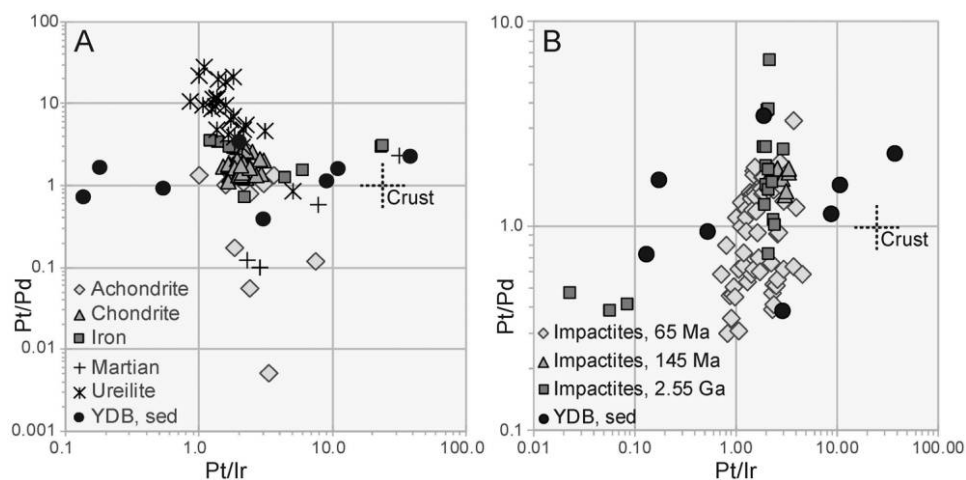 A
100
10
1
0.1
0.01
0.001
Pt/Pd
0.1
1.0
10.0
100.0
Pt/Ir
Crust
Achondrite
Chondrite
Iron
Martian
Ureilite
YDB, sed
B
10.0
1.0
0.1
Pt/Pd
0.01
0.10
1.00
10.00
100.00
Pt/Ir
Crust
Impactites, 65 Ma
Impactites, 145 Ma
Impactites, 2.55 Ga
YDB, sed